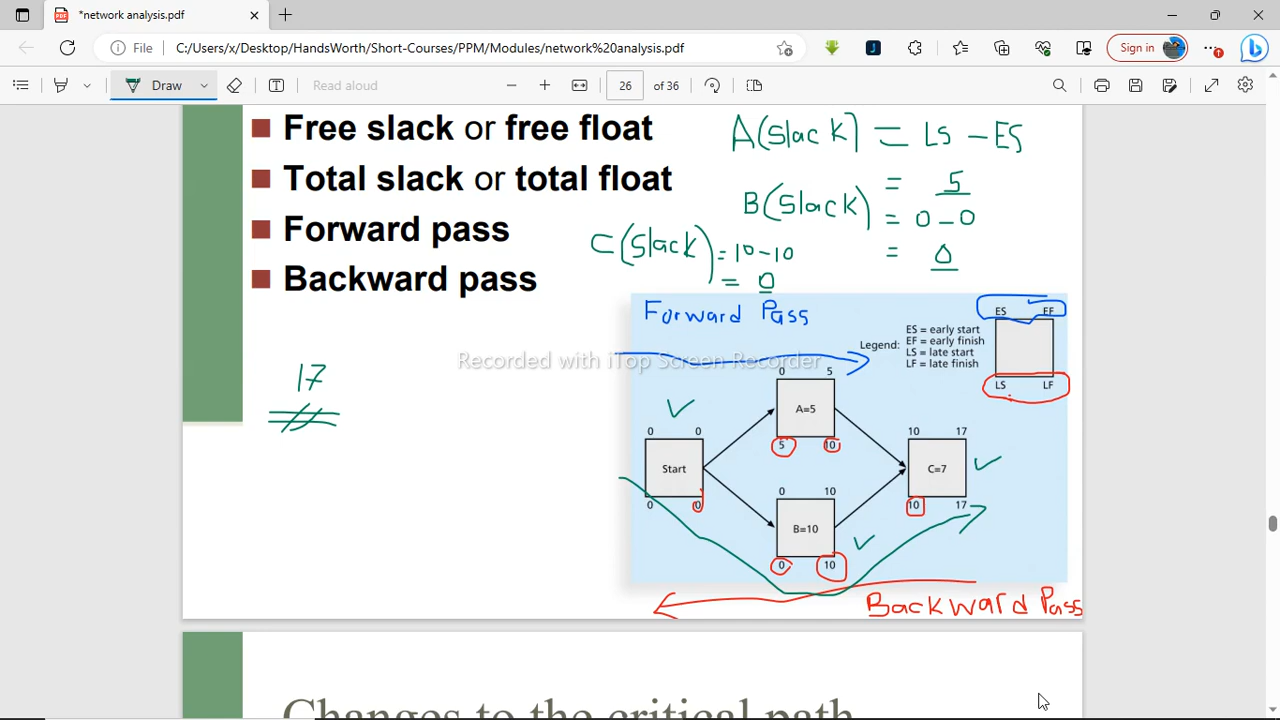 *network analysis.pdf
File
C:/Users/x/Desktop/HandsWorth/Short-Courses/PPM/Modules/network%20analysis.pdf
Sign in
Draw
Read aloud
26
of 36
Free slack or free float
Total slack or total float
Forward pass
Backward pass
A(Slack) = LS - ES
= 5
B(Slack) = 0 - 0
= 0
C(Slack) = 10 - 10
= 0
17
Forward Pass
Recorded with iTop Screen Recorder
Legend:
ES = early start
EF = early finish
LS = late start
LF = late finish
ES EF
LS LF
0 5
A=5
5 10
0 0
Start
0 0
10 17
C=7
10 17
0 10
B=10
0 10
Backward Pass
Changes to the critical path